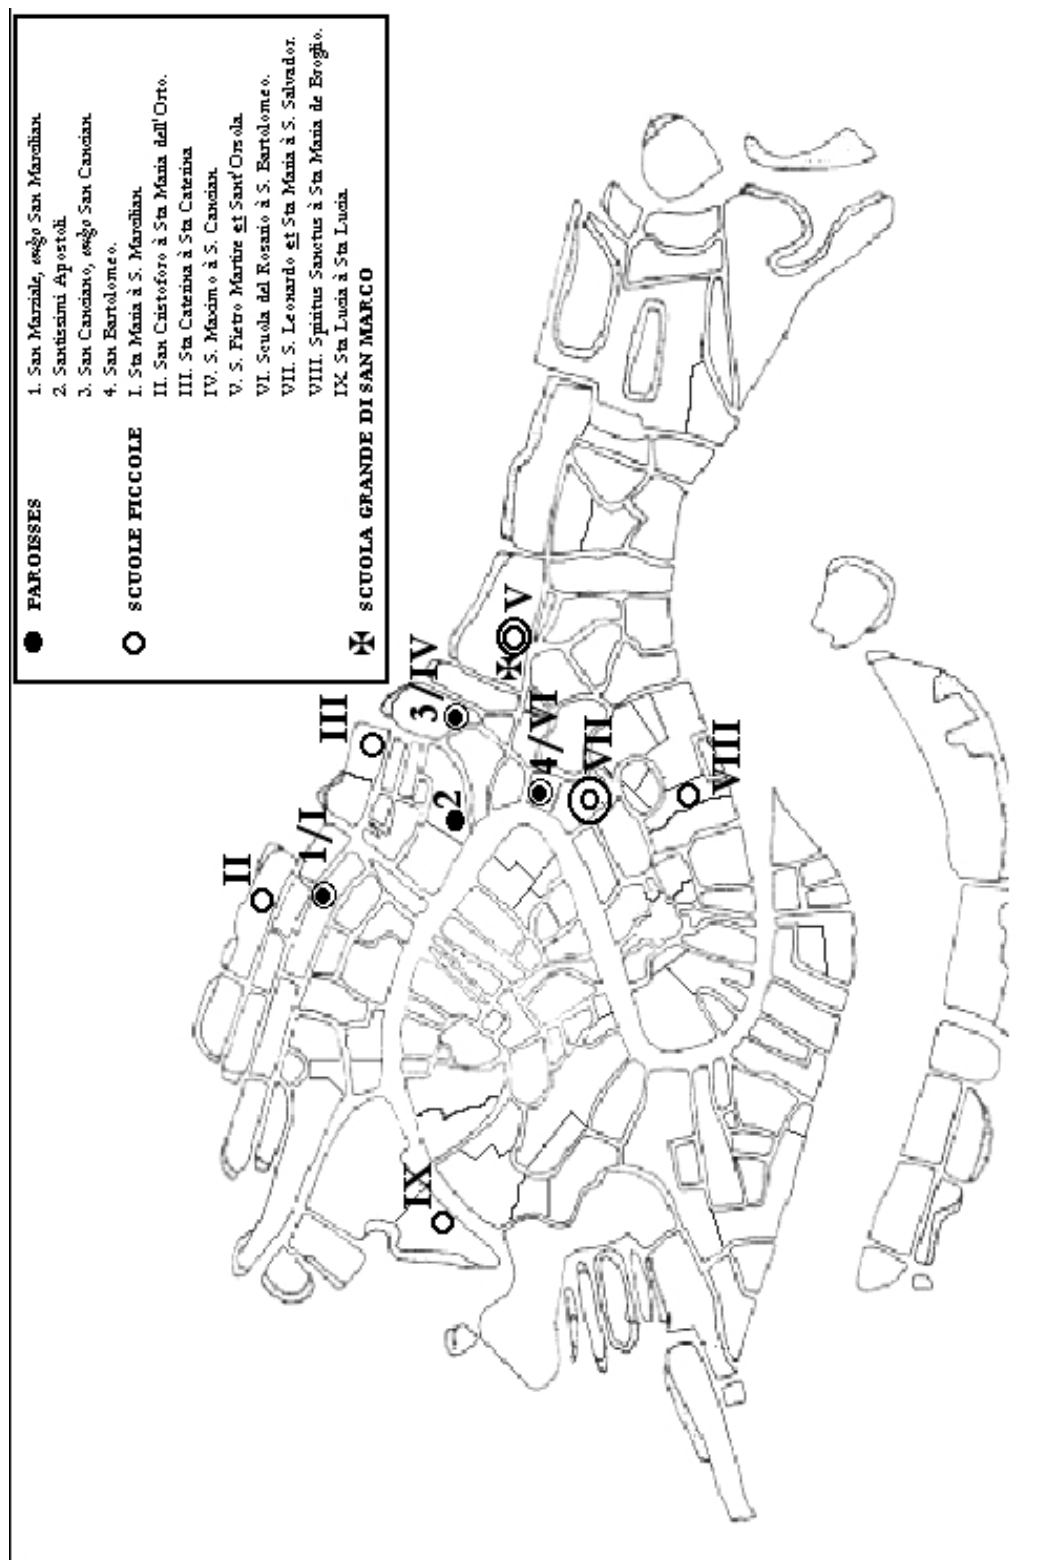 ● PAROISSES
1. San Marziale, vulgo San Marcilian.
2. Santissimi Apostoli.
3. San Cancian, vulgo San Cancian.
4. San Bartolomeo.
○ SCUOLE PICCOLE
I. Sta Maria à S. Marcilian.
II. San Cristoforo à Sta Maria dell'Orto.
III. Sta Caterina à Sta Caterina
IV. S. Maximo à S. Cancian.
V. S. Pietro Martire et Sant'Orsola.
VI. Scuola del Rosario à S. Bartolomeo.
VII. S. Leonardo et Sta Maria à S. Salvador.
VIII. Spiritus Sanctus à Sta Maria de Broglio.
IX. Sta Lucia à Sta Lucia.
✠ SCUOLA GRANDE DI SAN MARCO
II
1/I
III
3/IV
2
✠ V
4/VI
VII
VIII
IX